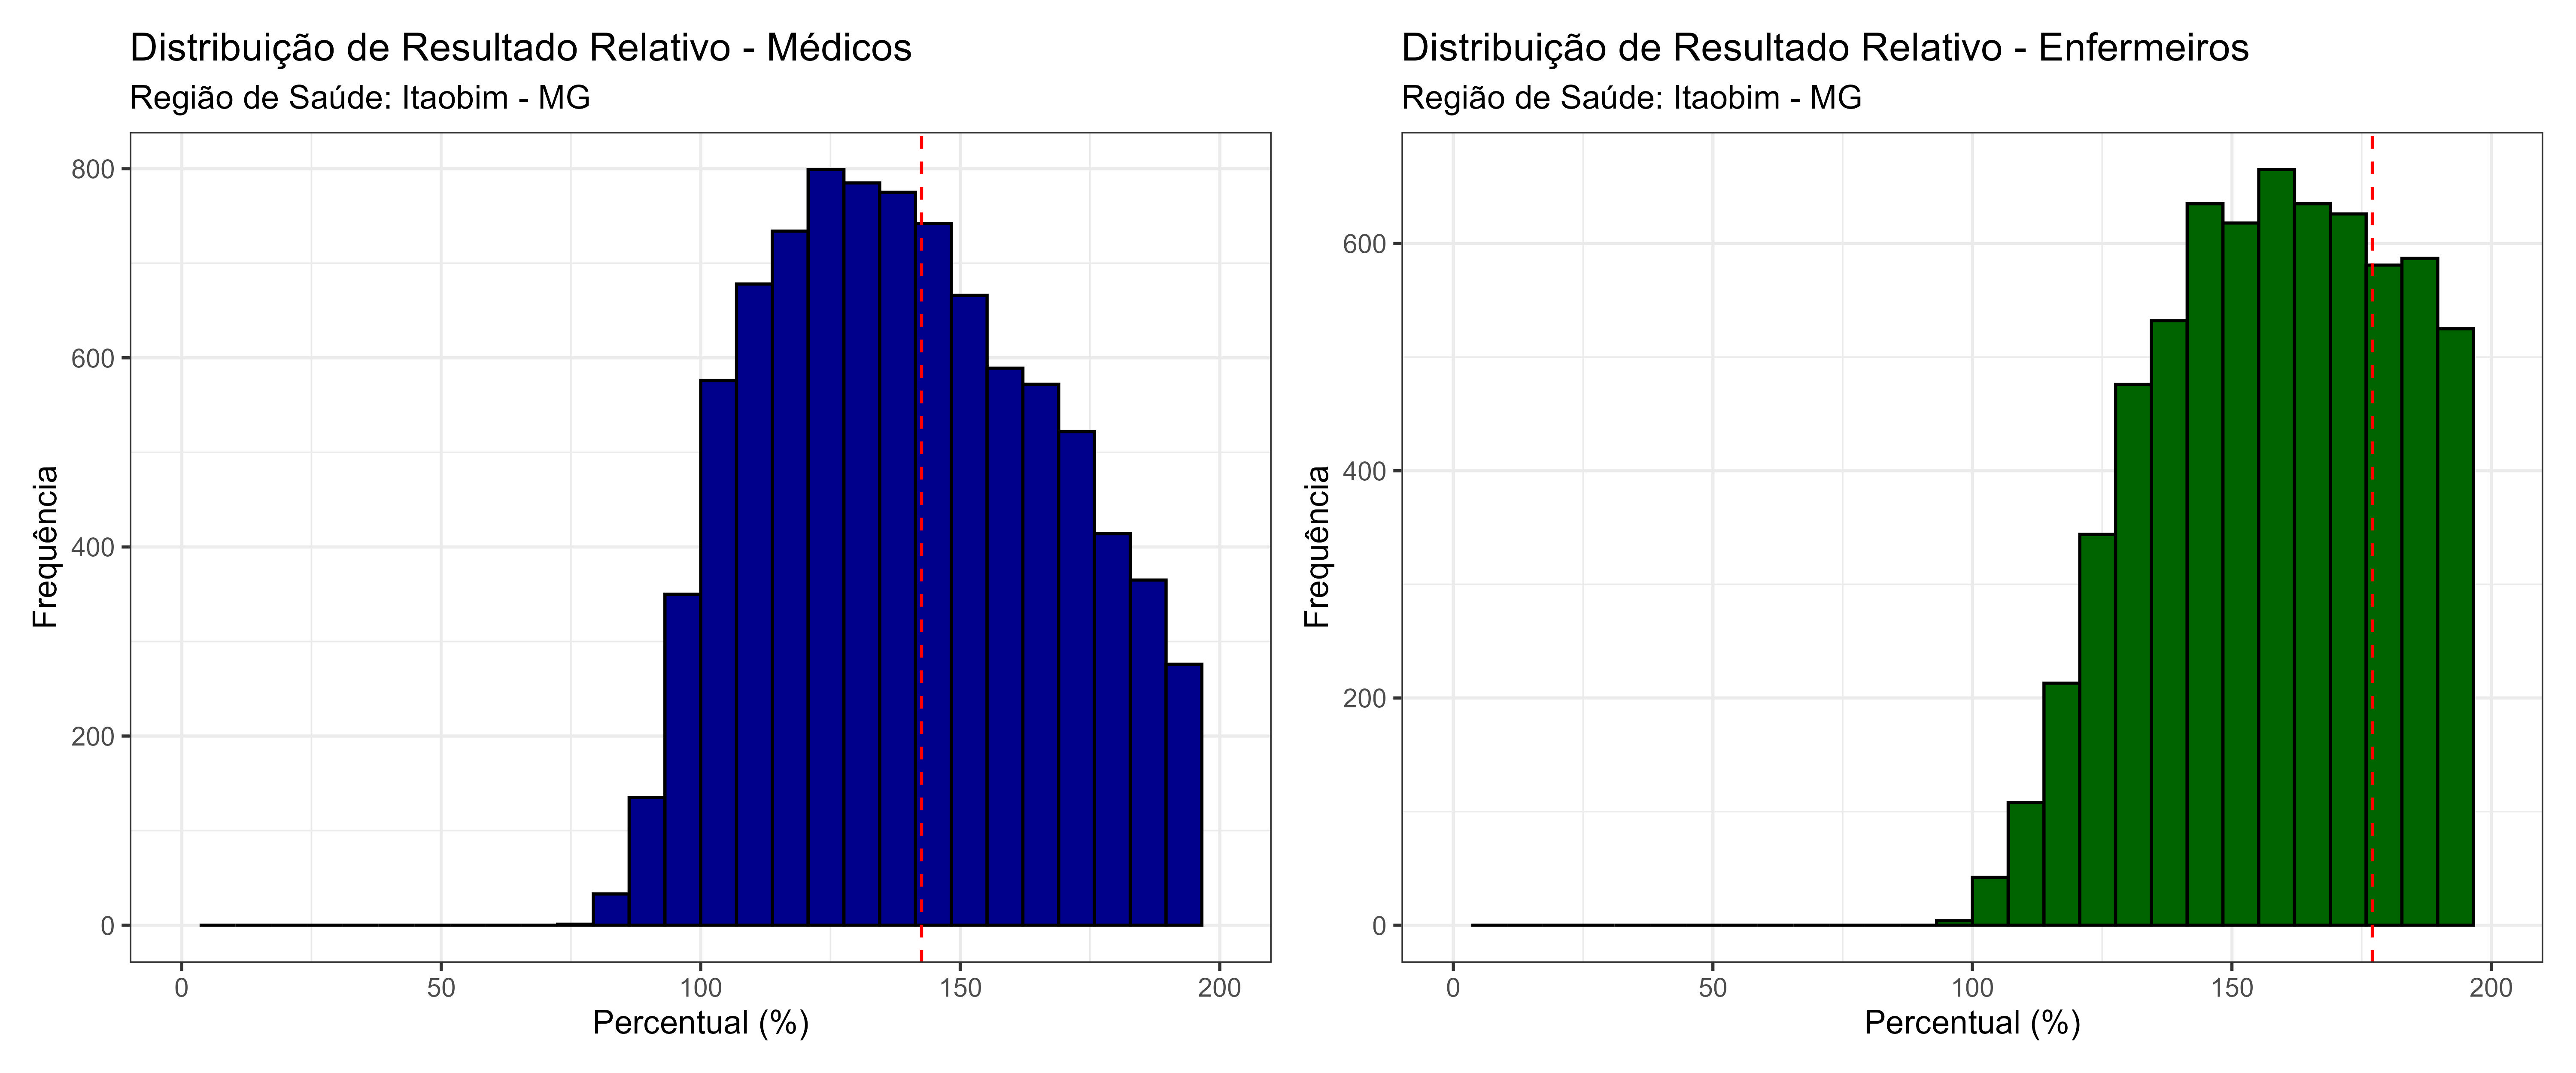 Distribuição de Resultado Relativo - Médicos
Região de Saúde: Itaobim - MG
800
600
400
200
0
Frequência
0 50 100 150 200
Percentual (%)
Distribuição de Resultado Relativo - Enfermeiros
Região de Saúde: Itaobim - MG
600
400
200
0
Frequência
0 50 100 150 200
Percentual (%)